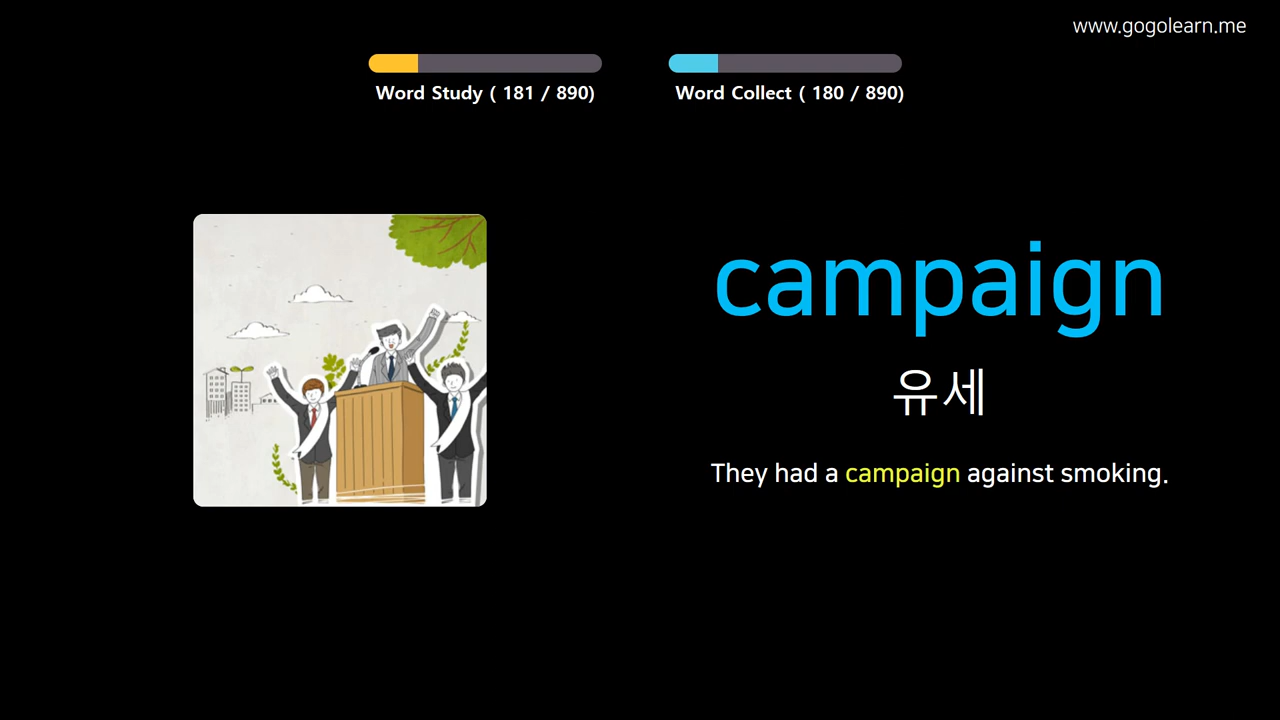 www.gogolearn.me
Word Study ( 181 / 890)
Word Collect ( 180 / 890)
campaign
유세
They had a campaign against smoking.